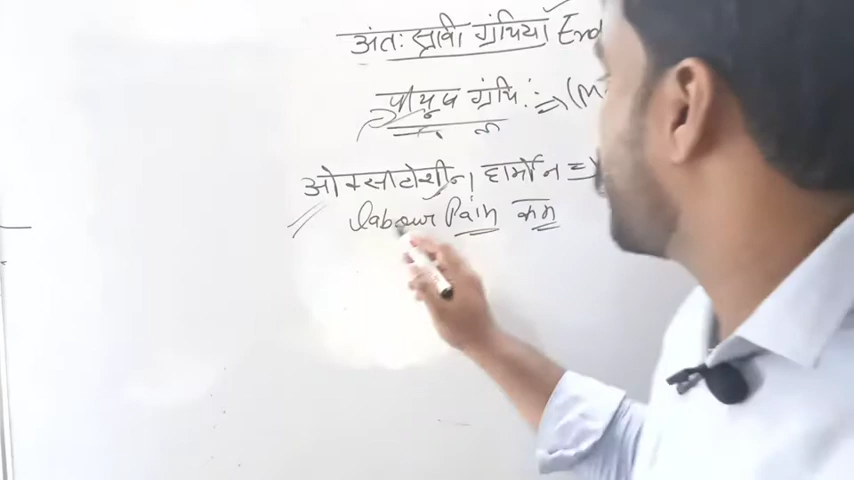 अंतः स्रावी ग्रंथियाँ End
पीयूष ग्रंथि :- => (M
ऑक्सीटोशीन हार्मोन =>
labour Pain कम